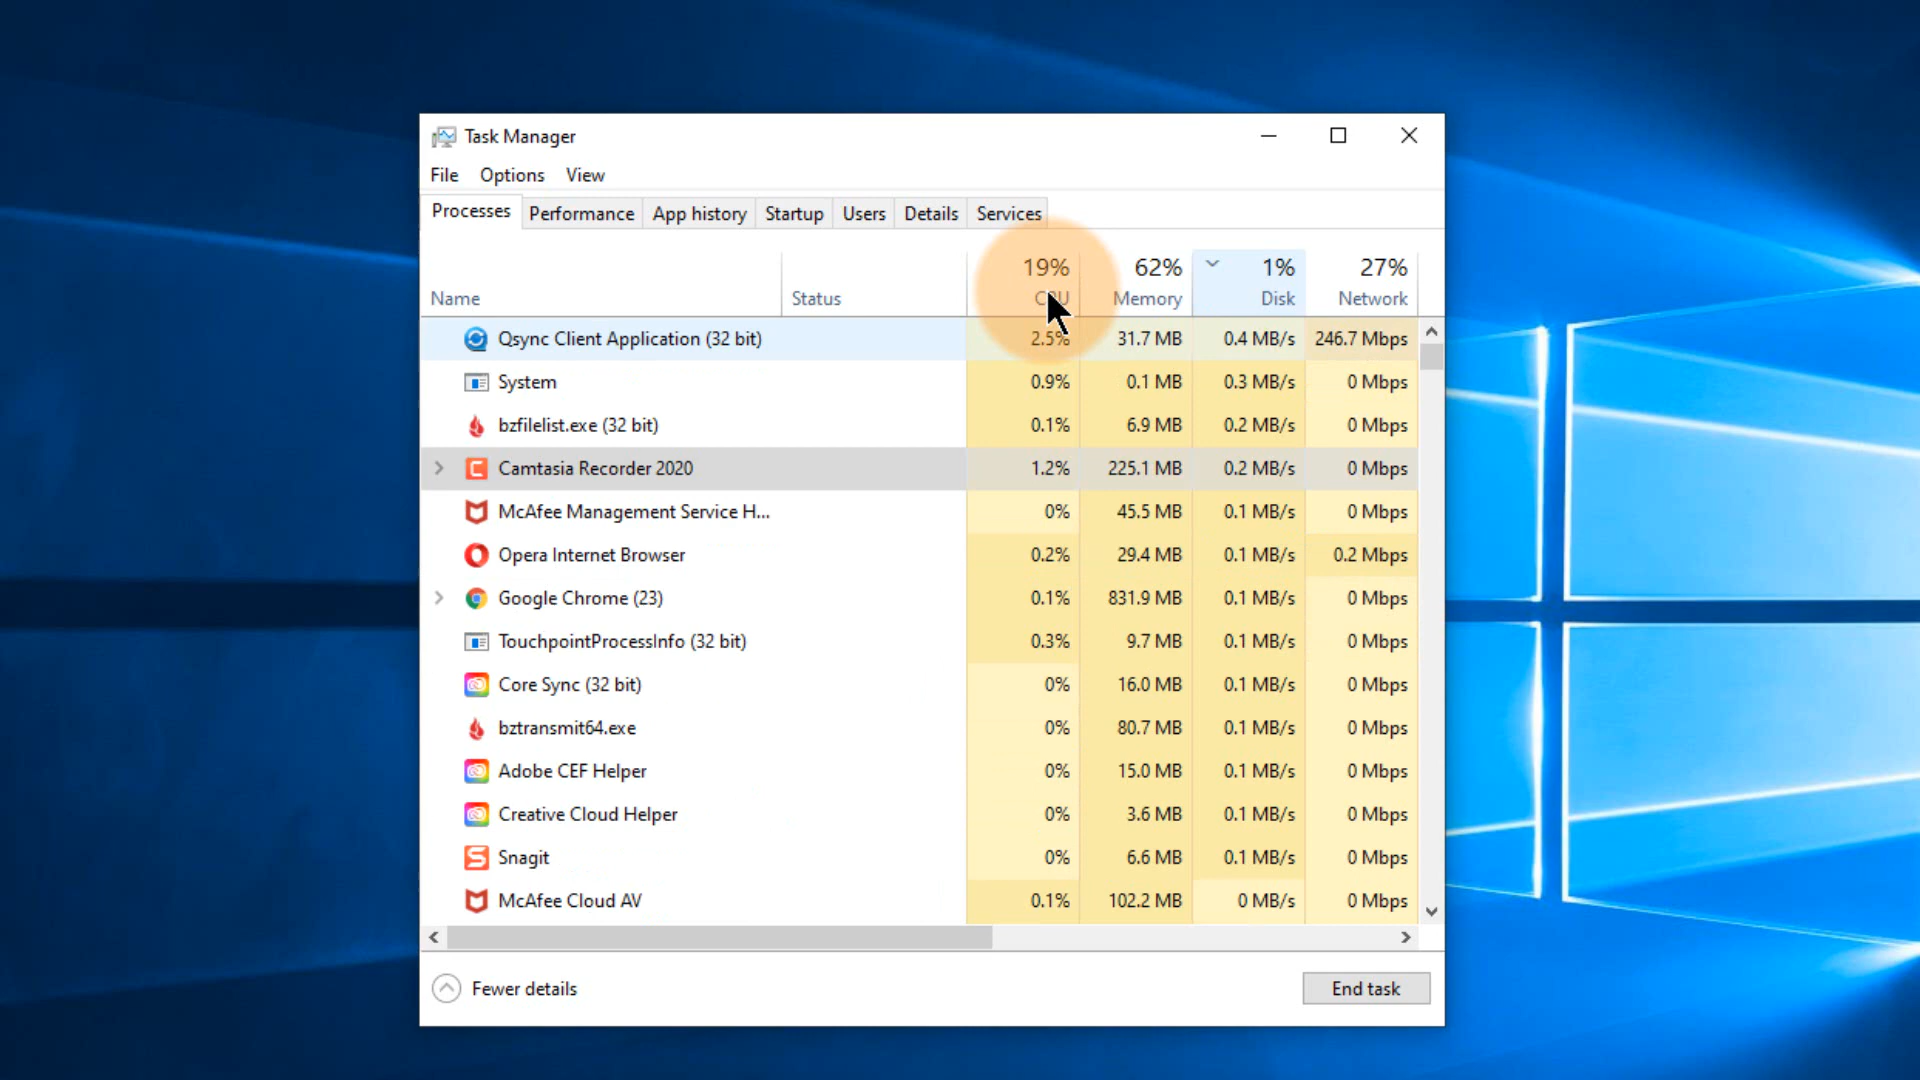 Task Manager
File Options View
Processes Performance App history Startup Users Details Services
19% 62% 1% 27%
Name Status CPU Memory Disk Network
Qsync Client Application (32 bit) 2.5% 31.7 MB 0.4 MB/s 246.7 Mbps
System 0.9% 0.1 MB 0.3 MB/s 0 Mbps
bzfilelist.exe (32 bit) 0.1% 6.9 MB 0.2 MB/s 0 Mbps
Camtasia Recorder 2020 1.2% 225.1 MB 0.2 MB/s 0 Mbps
McAfee Management Service H... 0% 45.5 MB 0.1 MB/s 0 Mbps
Opera Internet Browser 0.2% 29.4 MB 0.1 MB/s 0.2 Mbps
Google Chrome (23) 0.1% 831.9 MB 0.1 MB/s 0 Mbps
TouchpointProcessInfo (32 bit) 0.3% 9.7 MB 0.1 MB/s 0 Mbps
Core Sync (32 bit) 0% 16.0 MB 0.1 MB/s 0 Mbps
bztransmit64.exe 0% 80.7 MB 0.1 MB/s 0 Mbps
Adobe CEF Helper 0% 15.0 MB 0.1 MB/s 0 Mbps
Creative Cloud Helper 0% 3.6 MB 0.1 MB/s 0 Mbps
Snagit 0% 6.6 MB 0.1 MB/s 0 Mbps
McAfee Cloud AV 0.1% 102.2 MB 0 MB/s 0 Mbps
Fewer details End task